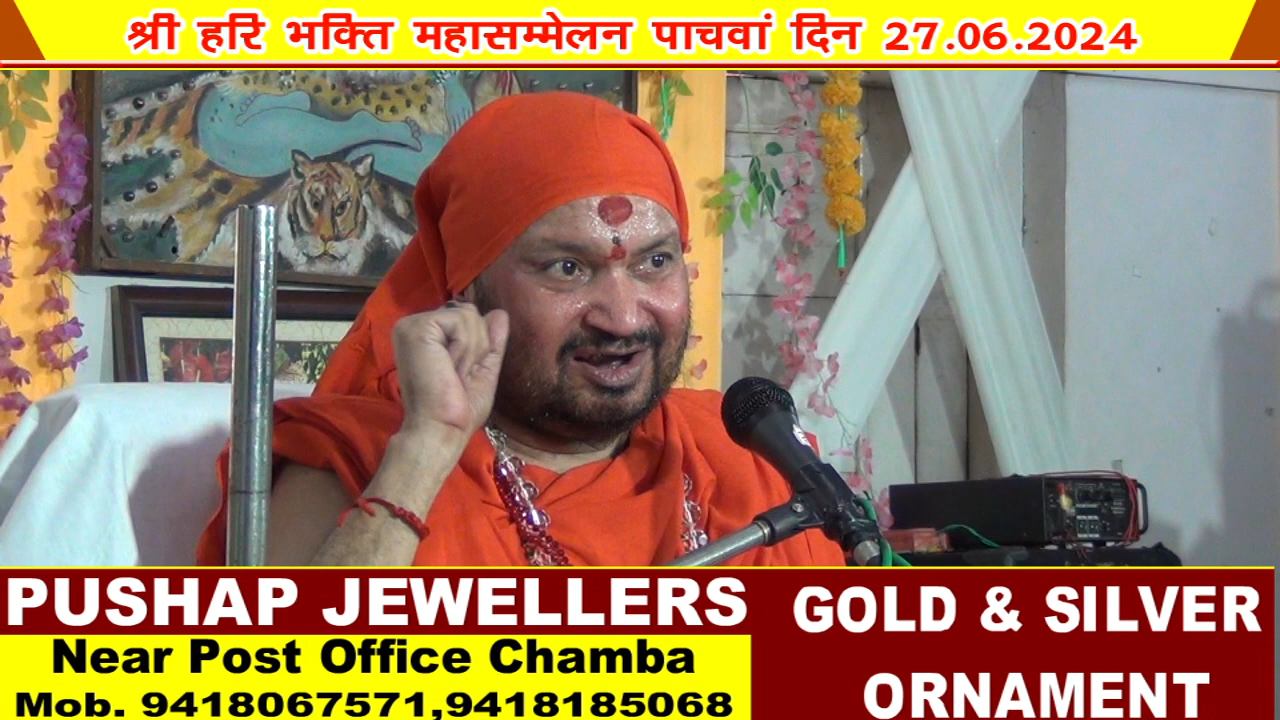 श्री हरि भक्ति महासम्मेलन पाचवां दिन 27.06.2024
PUSHAP JEWELLERS
Near Post Office Chamba
Mob. 9418067571,9418185068
GOLD & SILVER
ORNAMENT